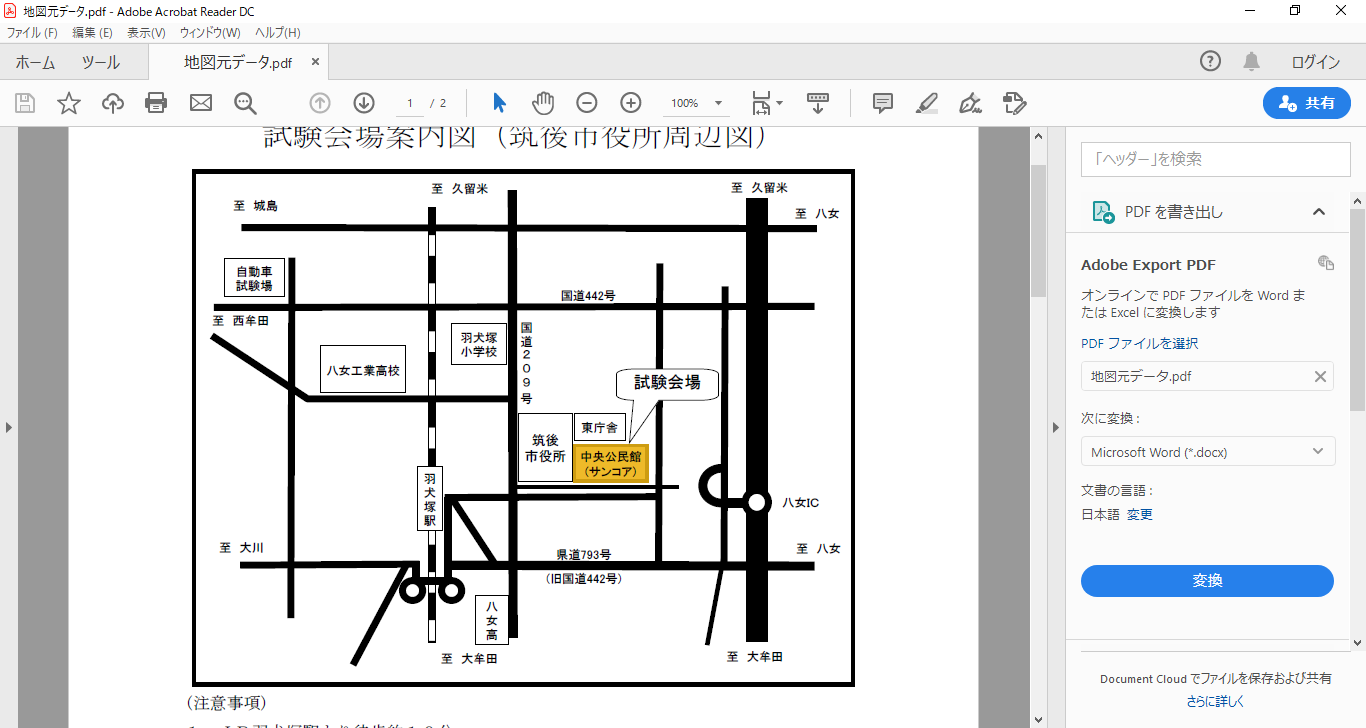 地図元データ.pdf - Adobe Acrobat Reader DC
ファイル (F) 編集 (E) 表示(V) ウィンドウ(W) ヘルプ(H)
ホーム ツール 地図元データ.pdf × ログイン
1 / 2 100% 共有
試験会場案内図（筑後市役所周辺図）
至 久留米
至 久留米
至 城島
至 八女
自動車
試験場
国道442号
至 西牟田
羽犬塚
小学校
国道209号
八女工業高校
試験会場
東庁舎
筑後
市役所
中央公民館
(サンコア)
羽犬塚駅
八女IC
至 大川
県道793号
至 八女
(旧国道442号)
八女高
至 大牟田
至 大牟田
(注意事項)
「ヘッダー」を検索
PDF を書き出し
Adobe Export PDF
オンラインで PDF ファイルを Word ま
たは Excel に変換します
PDF ファイルを選択
地図元データ.pdf
次に変換 :
Microsoft Word (*.docx)
文書の言語 :
日本語 変更
変換
Document Cloud でファイルを保存および共有
さらに詳しく